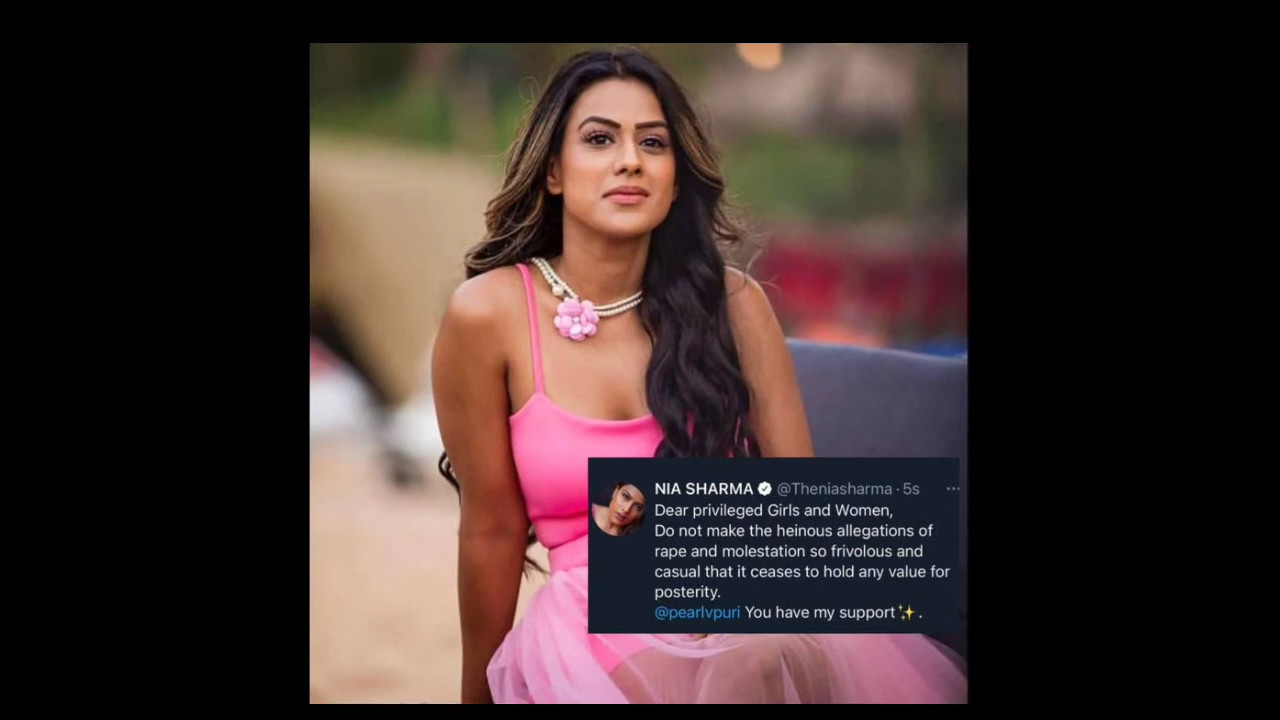 NIA SHARMA @Theniasharma · 5s
Dear privileged Girls and Women,
Do not make the heinous allegations of
rape and molestation so frivolous and
casual that it ceases to hold any value for
posterity.
@pearlvpuri You have my support✨.